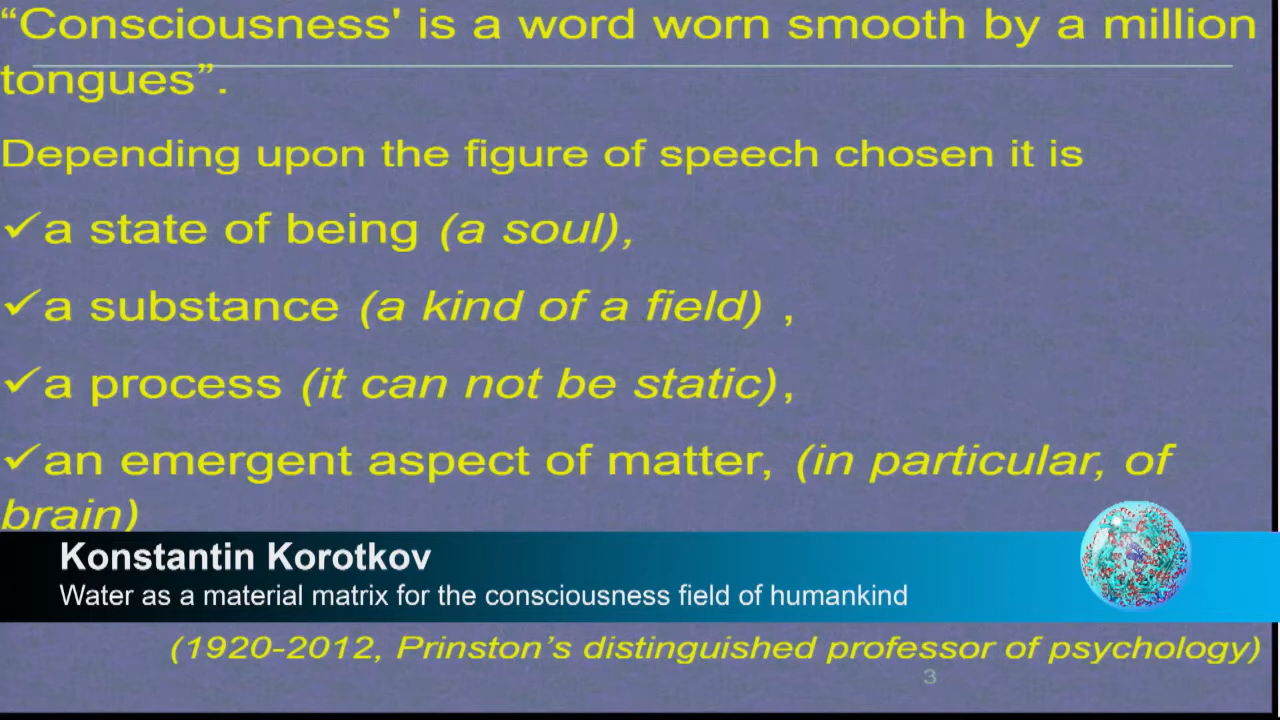 “Consciousness' is a word worn smooth by a million
tongues”.
Depending upon the figure of speech chosen it is
✓a state of being (a soul),
✓a substance (a kind of a field) ,
✓a process (it can not be static),
✓an emergent aspect of matter, (in particular, of
brain)
Konstantin Korotkov
Water as a material matrix for the consciousness field of humankind
(1920-2012, Prinston’s distinguished professor of psychology)
3